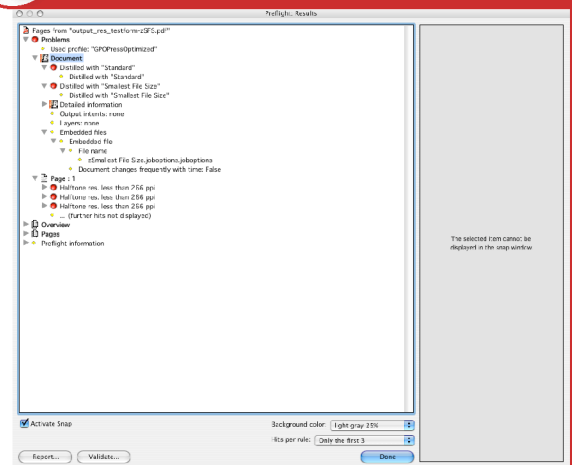 Preflight: Results
Pages from "output_res_testform-zSFS.pdf"
Problems
Used profile: "GPOPressOptimized"
Document
Distilled with "Standard"
Distilled with "Standard"
Distilled with "Smallest File Size"
Distilled with "Smallest File Size"
Detailed information
Output intents: none
Layers: none
Embedded files
Embedded file
File name
zSmallest File Size.joboptions.joboptions
Document changes frequently with time: False
Page : 1
Halftone res. less than 266 ppi
Halftone res. less than 266 ppi
Halftone res. less than 266 ppi
... (further hits not displayed)
Overview
Pages
Preflight information
The selected item cannot be
displayed in the snap window
Activate Snap
Background color: light gray 25%
Hits per rule: Only the first 3
Report... Validate... Done